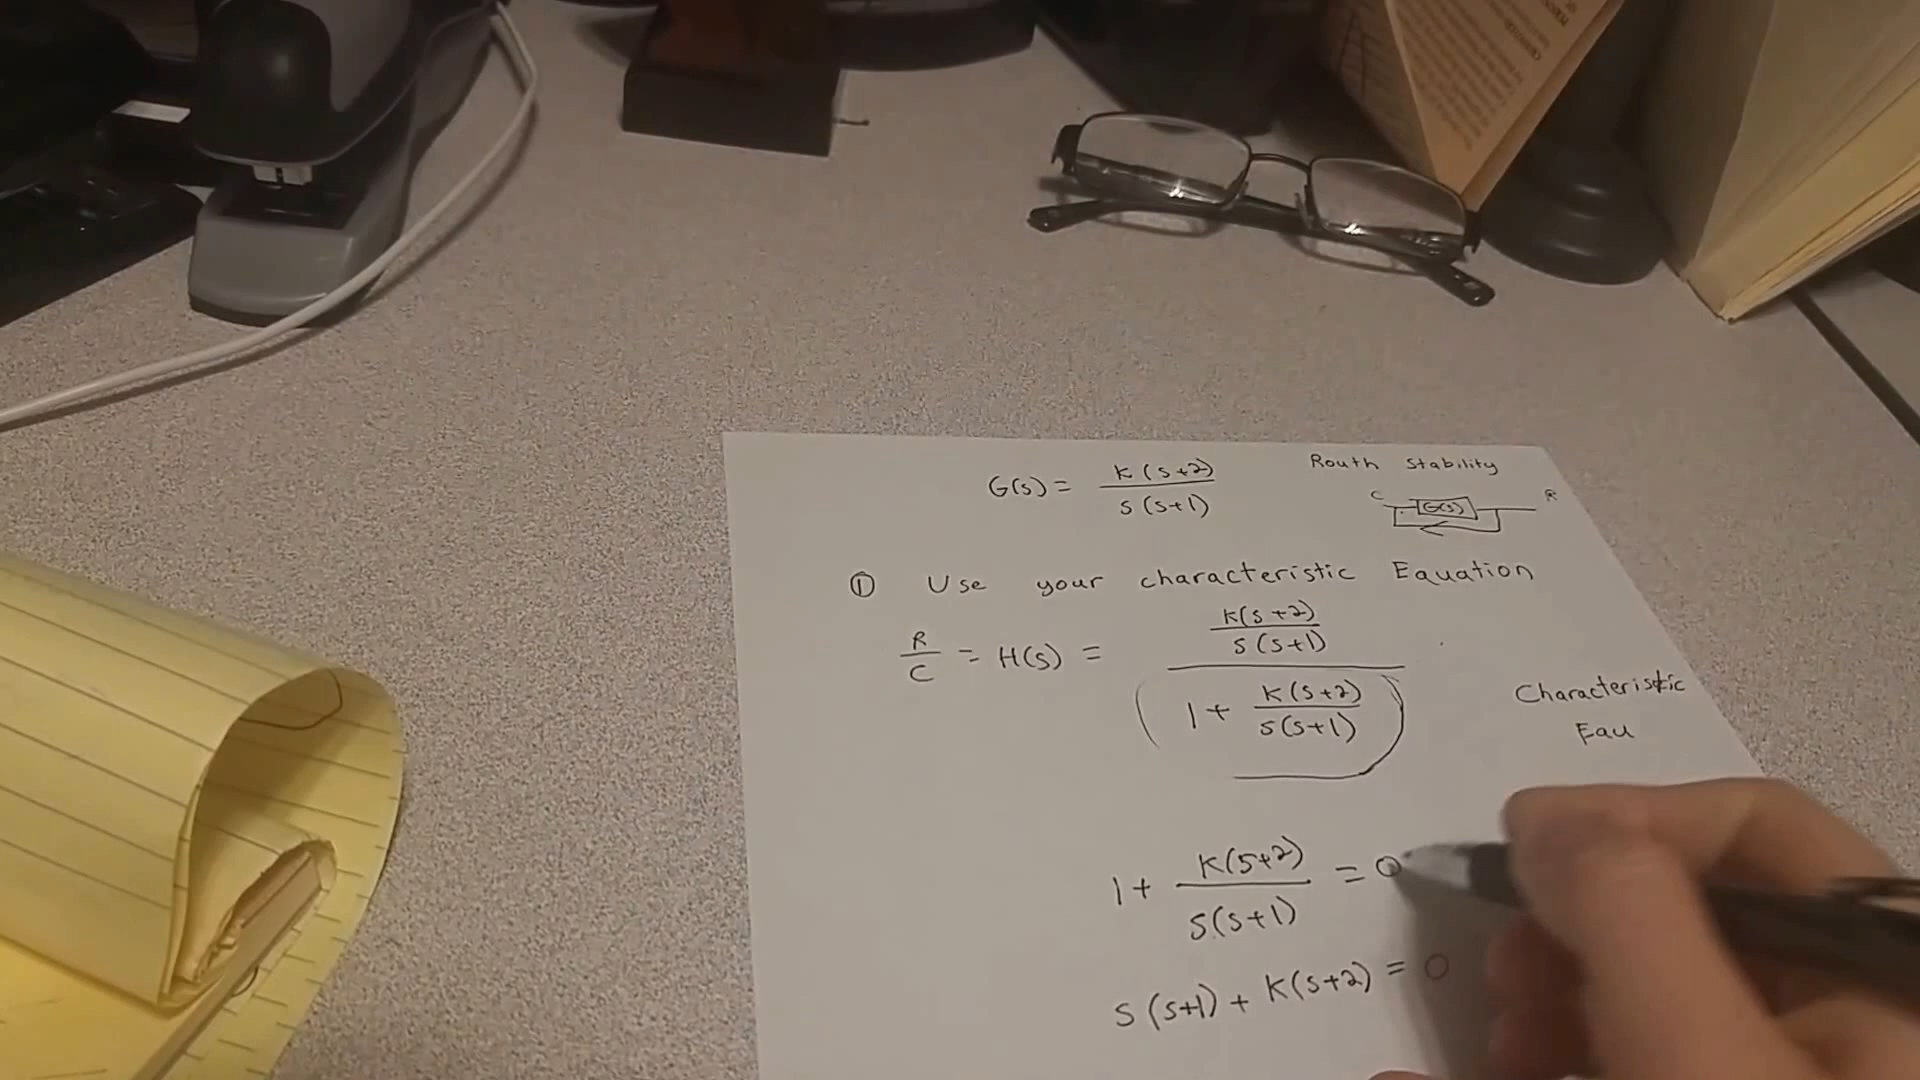 G(s) = K(s+2) / s(s+1)
Routh Stability
C G(s) R
① Use your characteristic Equation
R/C = H(s) = K(s+2) / s(s+1) / (1 + K(s+2) / s(s+1))
Characteristic
Equ
1 + K(s+2) / s(s+1) = 0
s(s+1) + K(s+2) = 0